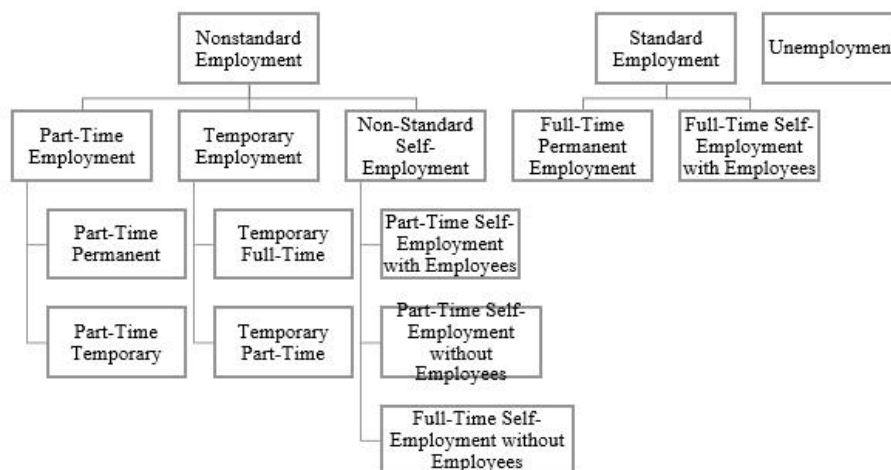 Nonstandard
Employment
Standard
Employment
Unemployment
Part-Time
Employment
Temporary
Employment
Non-Standard
Self-
Employment
Full-Time
Permanent
Employment
Full-Time Self-
Employment
with Employees
Part-Time
Permanent
Temporary
Full-Time
Part-Time Self-
Employment
with Employees
Part-Time
Temporary
Temporary
Part-Time
Part-Time Self-
Employment
without
Employees
Full-Time Self-
Employment without
Employees